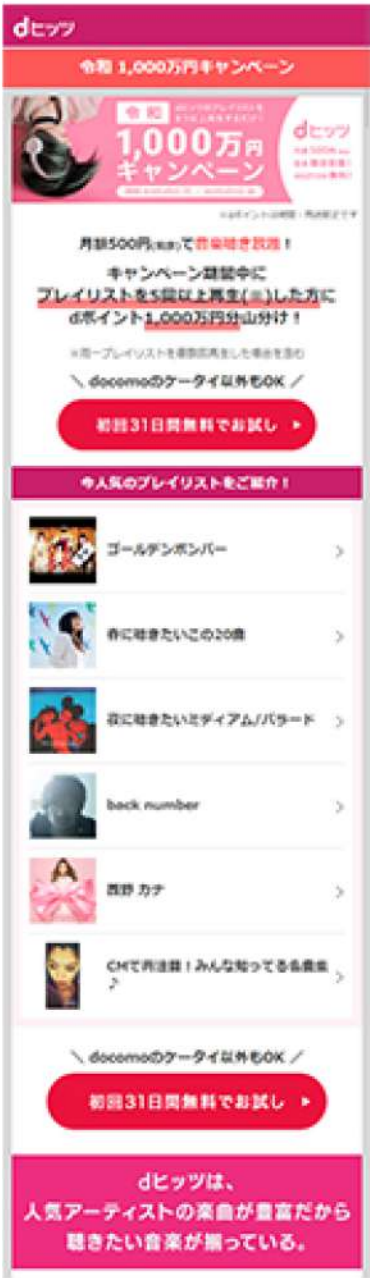 dヒッツ
令和 1,000万円キャンペーン
令和
1,000万円
キャンペーン
dヒッツ
月額500円(税抜)で音楽聴き放題！
キャンペーン期間中に
プレイリストを5回以上再生(※)した方に
dポイント1,000万円分山分け！
※同一プレイリストを複数回再生した場合を含む
＼ docomoのケータイ以外もOK ／
初回31日間無料でお試し
今人気のプレイリストをご紹介！
ゴールデンボンバー
春に聴きたいこの20曲
夜に聴きたいミディアム/バラード
back number
西野 カナ
CMで再注目！みんな知ってる名曲集
♪
＼ docomoのケータイ以外もOK ／
初回31日間無料でお試し
dヒッツは、
人気アーティストの楽曲が豊富だから
聴きたい音楽が揃っている。